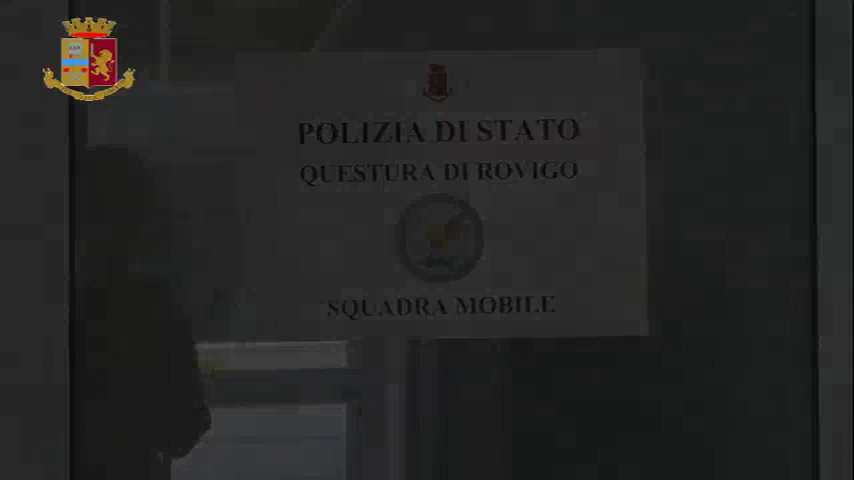 POLIZIA DI STATO
QUESTURA DI ROVIGO
SQUADRA MOBILE